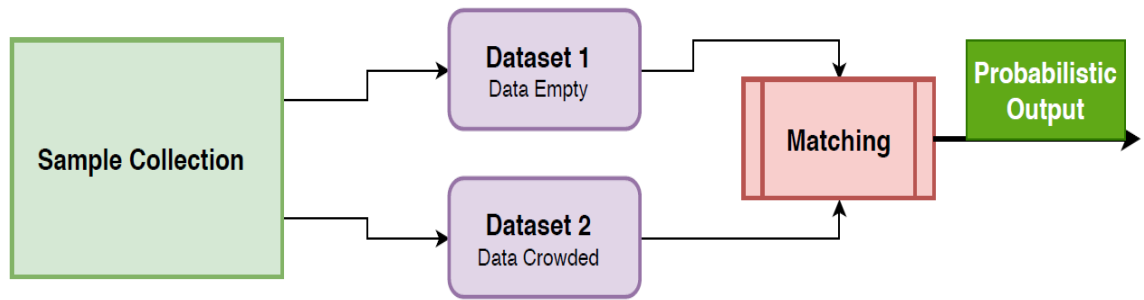 Sample Collection
Dataset 1
Data Empty
Dataset 2
Data Crowded
Matching
Probabilistic
Output